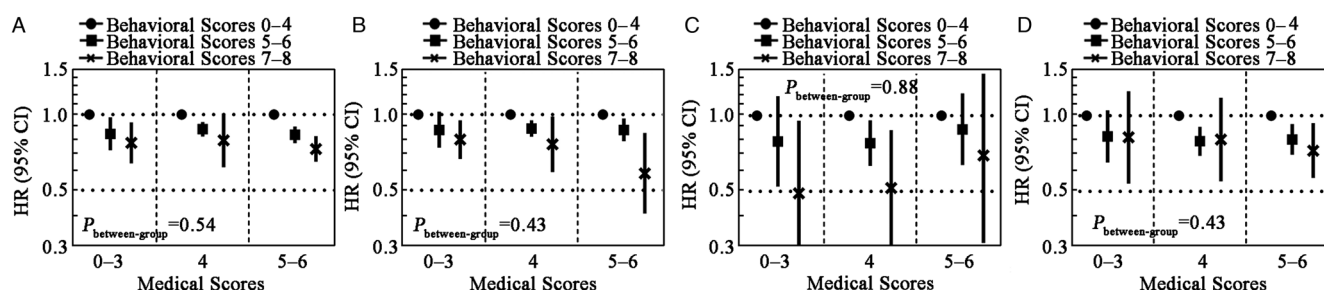 A
Behavioral Scores 0–4
Behavioral Scores 5–6
Behavioral Scores 7–8
HR (95% CI)
1.5
1.0
0.5
0.3
P between-group=0.54
0–3
4
5–6
Medical Scores
B
Behavioral Scores 0–4
Behavioral Scores 5–6
Behavioral Scores 7–8
HR (95% CI)
1.5
1.0
0.5
0.3
P between-group=0.43
0–3
4
5–6
Medical Scores
C
Behavioral Scores 0–4
Behavioral Scores 5–6
Behavioral Scores 7–8
HR (95% CI)
1.5
1.0
0.5
0.3
P between-group=0.88
0–3
4
5–6
Medical Scores
D
Behavioral Scores 0–4
Behavioral Scores 5–6
Behavioral Scores 7–8
HR (95% CI)
1.5
1.0
0.5
0.3
P between-group=0.43
0–3
4
5–6
Medical Scores